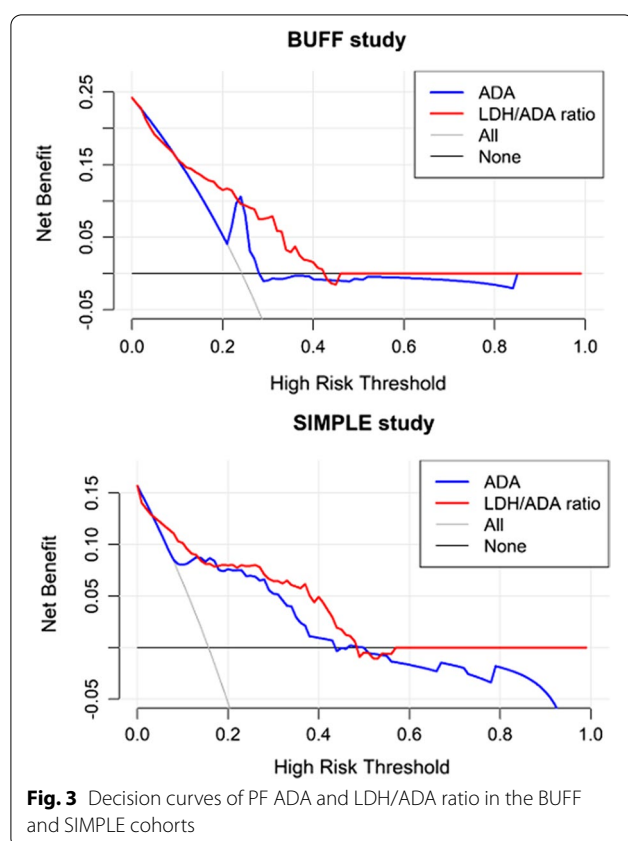 BUFF study
ADA
LDH/ADA ratio
All
None
Net Benefit
0.25
0.15
0.05
-0.05
0.0 0.2 0.4 0.6 0.8 1.0
High Risk Threshold
SIMPLE study
ADA
LDH/ADA ratio
All
None
Net Benefit
0.15
0.10
0.05
-0.05
0.0 0.2 0.4 0.6 0.8 1.0
High Risk Threshold
Fig. 3 Decision curves of PF ADA and LDH/ADA ratio in the BUFF
and SIMPLE cohorts